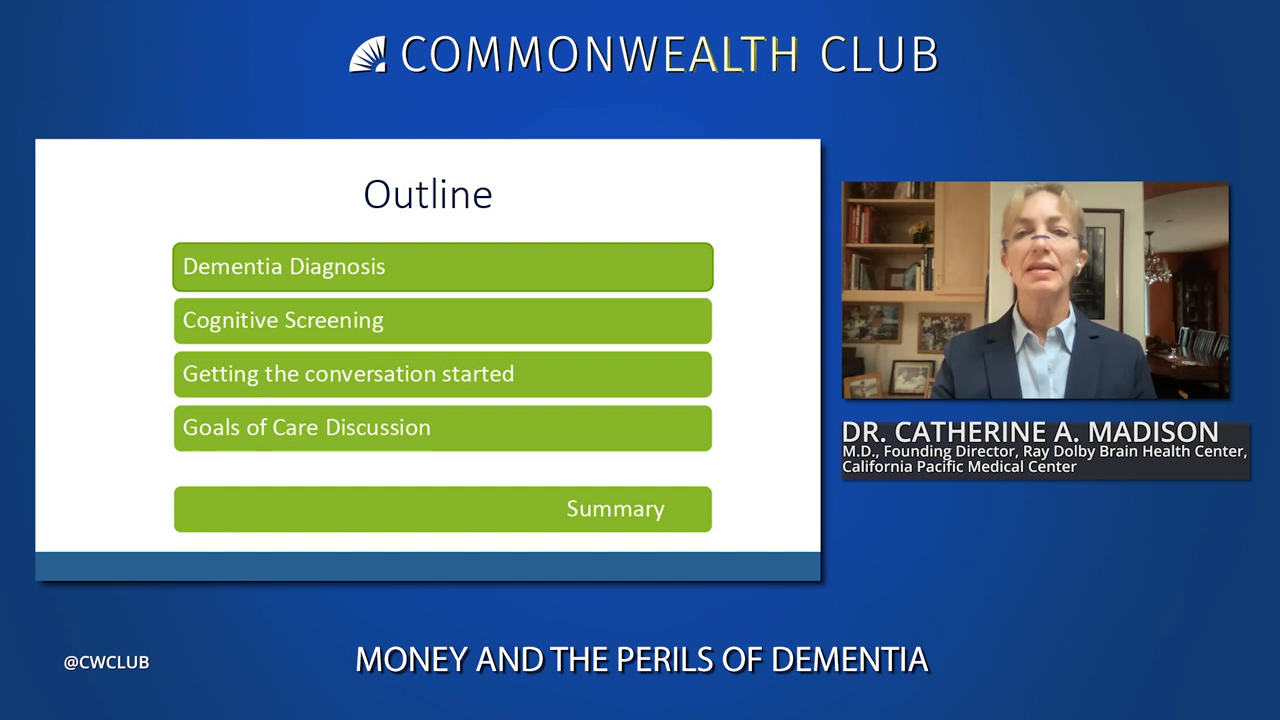 COMMONWEALTH CLUB
Outline
Dementia Diagnosis
Cognitive Screening
Getting the conversation started
Goals of Care Discussion
Summary
DR. CATHERINE A. MADISON
M.D., Founding Director, Ray Dolby Brain Health Center,
California Pacific Medical Center
@CWCLUB
MONEY AND THE PERILS OF DEMENTIA